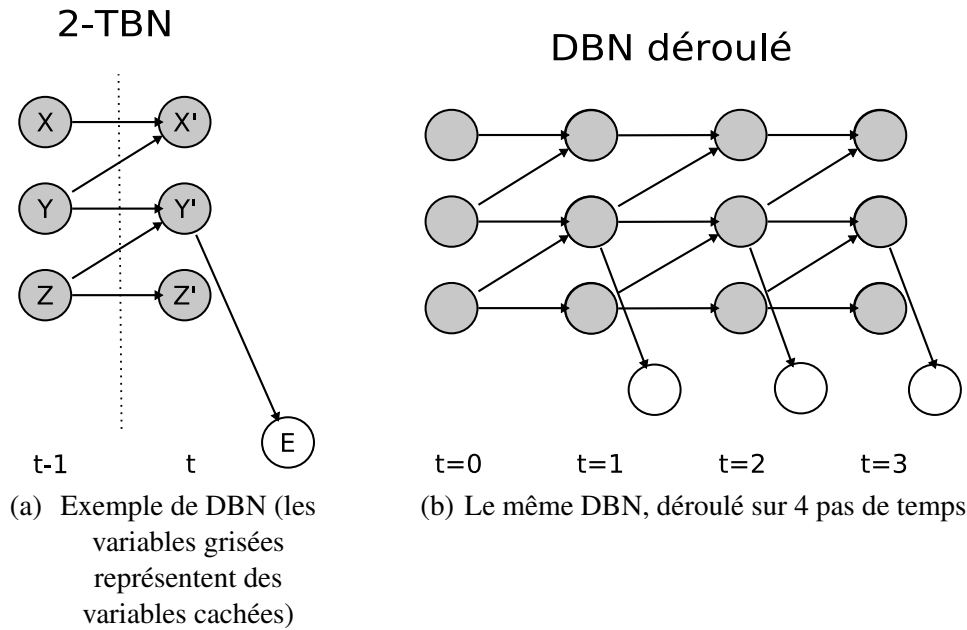 2-TBN
DBN déroulé
X
X'
Y
Y'
Z
Z'
E
t-1
t
t=0
t=1
t=2
t=3
(a) Exemple de DBN (les
variables grisées
représentent des
variables cachées)
(b) Le même DBN, déroulé sur 4 pas de temps